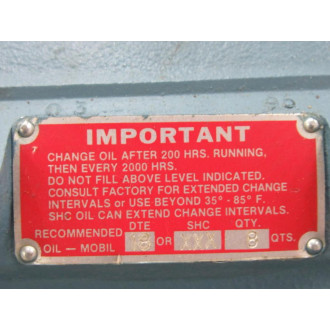 IMPORTANT
CHANGE OIL AFTER 200 HRS. RUNNING,
THEN EVERY 2000 HRS.
DO NOT FILL ABOVE LEVEL INDICATED.
CONSULT FACTORY FOR EXTENDED CHANGE
INTERVALS or USE BEYOND 35° - 85° F.
SHC OIL CAN EXTEND CHANGE INTERVALS.
DTE SHC QTY.
RECOMMENDED
OIL — MOBIL OR 8 QTS.